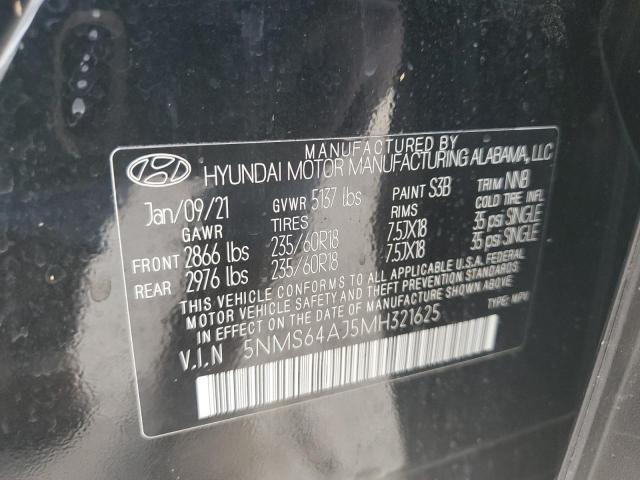 MANUFACTURED BY
HYUNDAI MOTOR MANUFACTURING ALABAMA, LLC
Jan/09/21 GVWR 5137 lbs PAINT S3B TRIM NNB
GAWR TIRES RIMS COLD TIRE INFL
FRONT 2866 lbs 235/60R18 7.5JX18 35 psi SINGLE
REAR 2976 lbs 235/60R18 7.5JX18 35 psi SINGLE
THIS VEHICLE CONFORMS TO ALL APPLICABLE U.S.A. FEDERAL
MOTOR VEHICLE SAFETY AND THEFT PREVENTION STANDARDS
IN EFFECT ON THE DATE OF MANUFACTURE SHOWN ABOVE.
V.I.N 5NMS64AJ5MH321625 TYPE: MPV